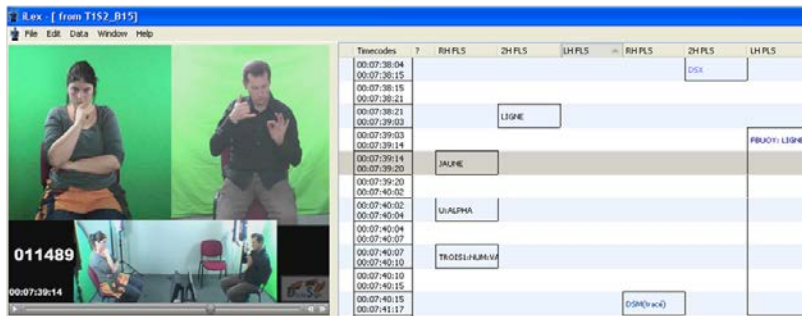 iLex - [ from T1S2_B15]
File Edit Data Window Help
Timecodes ? RH FLS 2H FLS LH FLS RH FLS 2H FLS LH FLS
00:07:38:04
00:07:38:15 DSX
00:07:38:15
00:07:38:21
00:07:38:21
00:07:39:03 LIGNE
00:07:39:03
00:07:39:14 FBUOY: LIGNE
00:07:39:14
00:07:39:20 JAUNE
00:07:39:20
00:07:40:02
00:07:40:02
00:07:40:04 U:ALPHA
00:07:40:04
00:07:40:07
00:07:40:07
00:07:40:10 TROIS1:NUM:VA
00:07:40:10
00:07:40:15
00:07:40:15
00:07:41:17 DSM(tracé)
011489
00:07:39:14